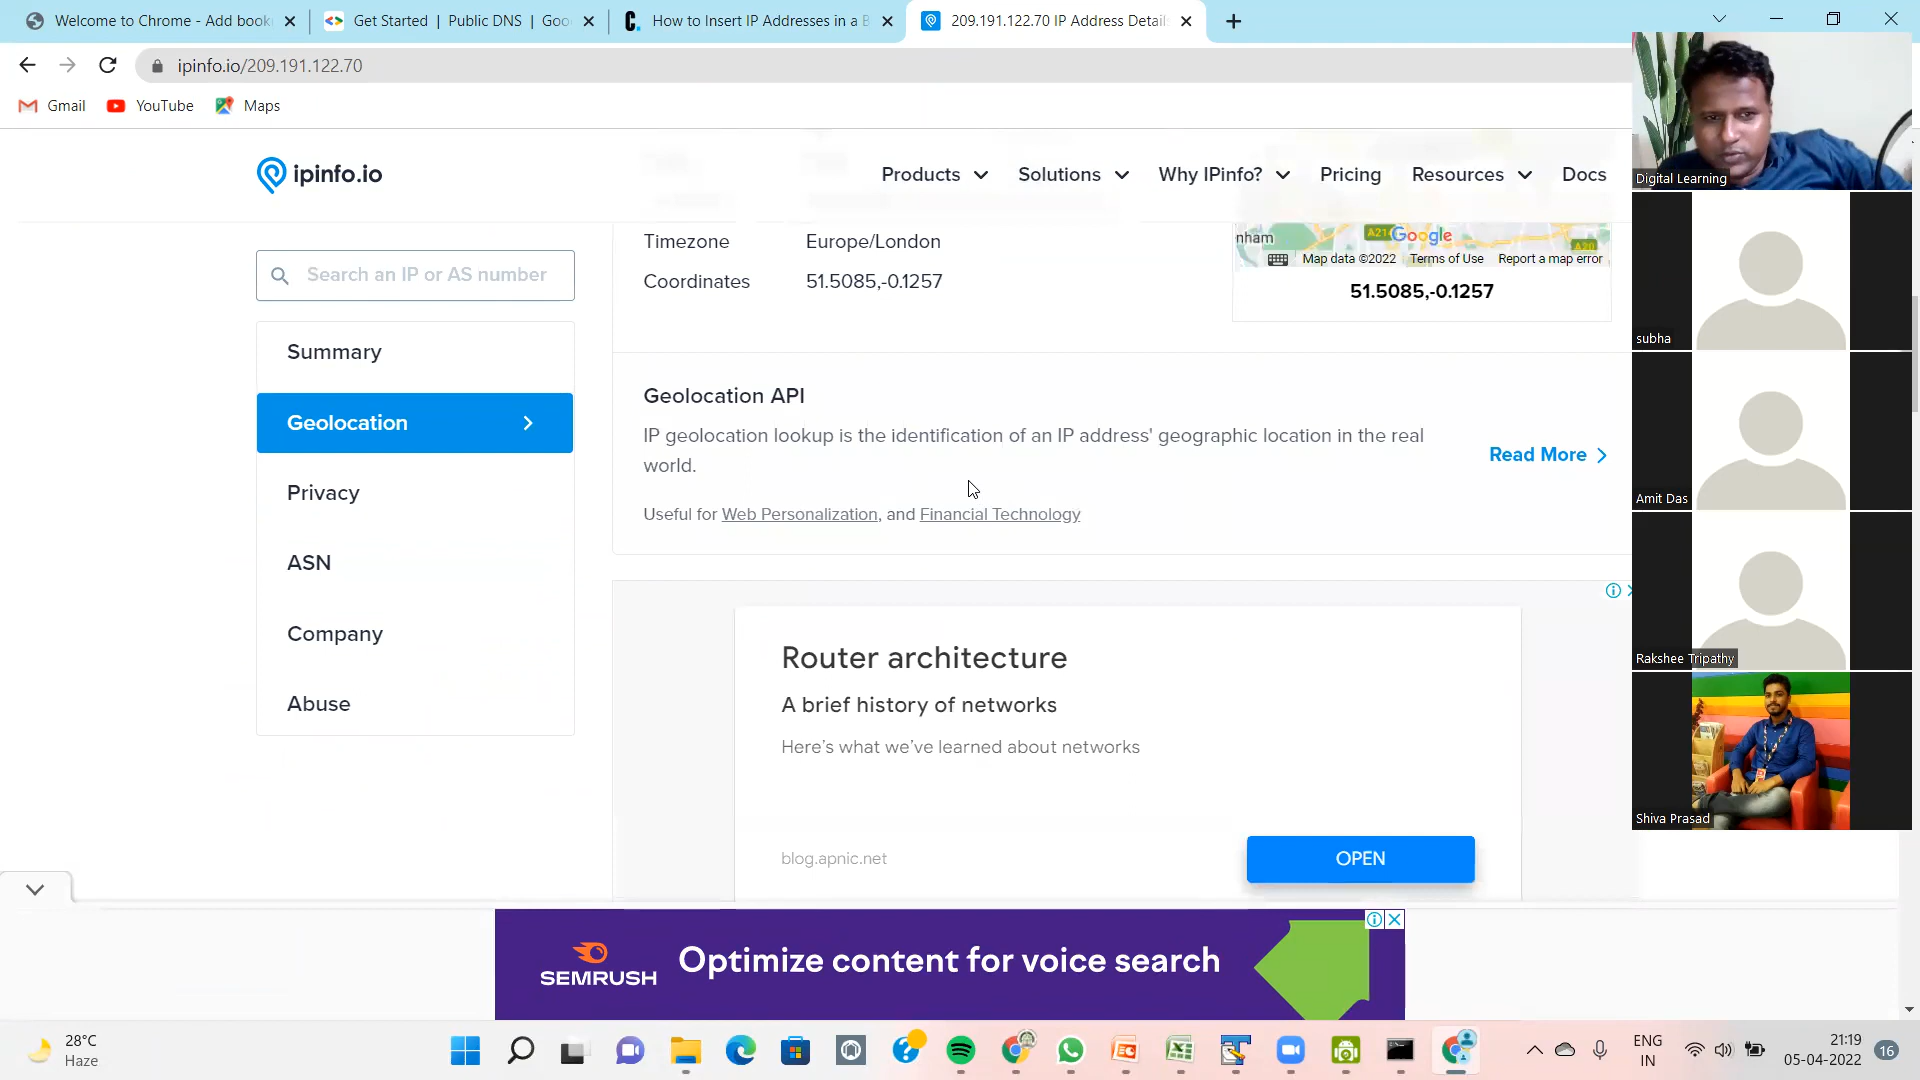 Welcome to Chrome - Add book
Get Started | Public DNS | Goo
How to Insert IP Addresses in a B
209.191.122.70 IP Address Details
ipinfo.io/209.191.122.70
Gmail
YouTube
Maps
ipinfo.io
Products
Solutions
Why IPinfo?
Pricing
Resources
Docs
Search an IP or AS number
Summary
Geolocation
Privacy
ASN
Company
Abuse
Timezone Europe/London
Coordinates 51.5085,-0.1257
nham
A21
Google
A20
Map data ©2022 Terms of Use Report a map error
51.5085,-0.1257
Geolocation API
IP geolocation lookup is the identification of an IP address' geographic location in the real
world.
Read More
Useful for Web Personalization, and Financial Technology
Router architecture
A brief history of networks
Here's what we've learned about networks
blog.apnic.net
OPEN
SEMRUSH
Optimize content for voice search
Digital Learning
subha
Amit Das
Rakshee Tripathy
Shiva Prasad
28°C
Haze
ENG
IN
21:19
05-04-2022
16